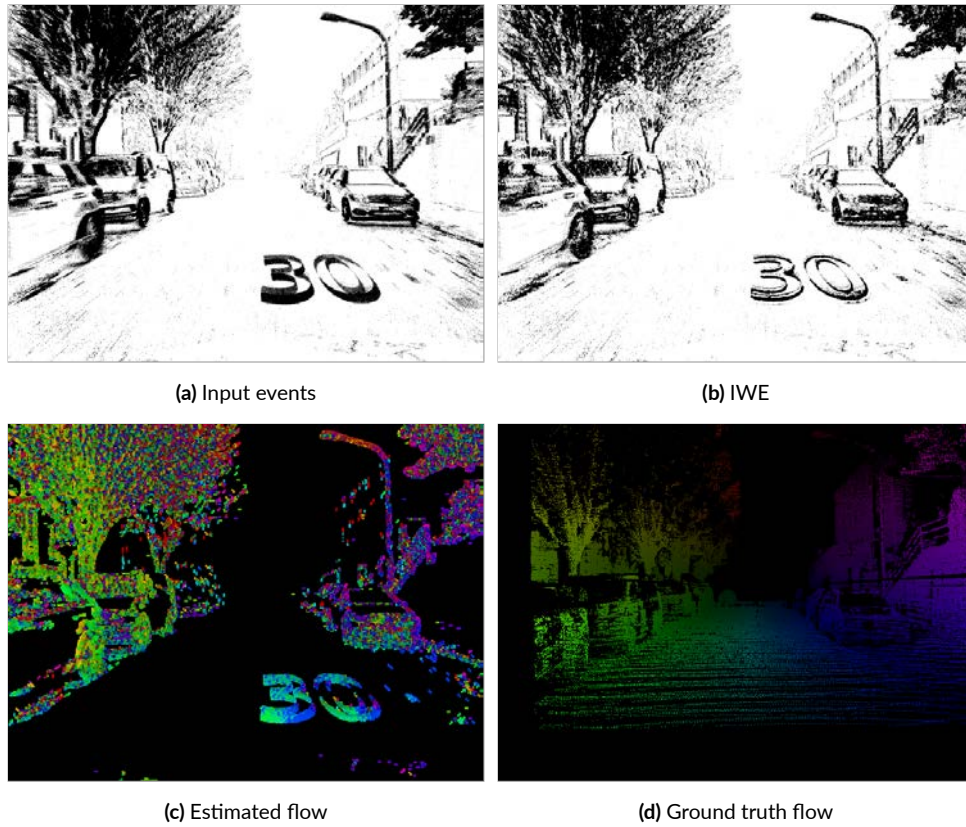 30
30
(a) Input events
(b) IWE
30
(c) Estimated flow
(d) Ground truth flow